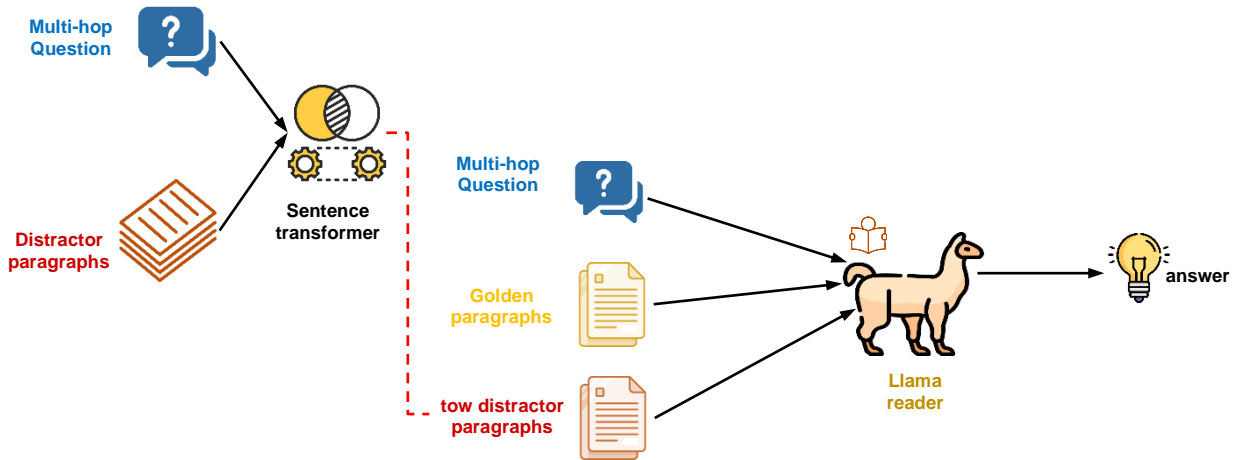 Multi-hop
Question
Distractor
paragraphs
Sentence
transformer
Multi-hop
Question
Golden
paragraphs
tow distractor
paragraphs
Llama
reader
answer